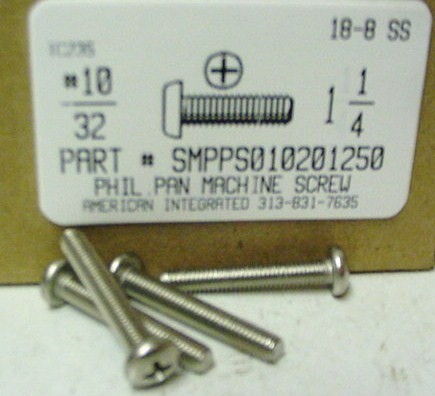 18-8 SS
IC235
#10
32
1 1/4
PART # SMPPS010201250
PHIL.PAN MACHINE SCREW
AMERICAN INTEGRATED 313-831-7635